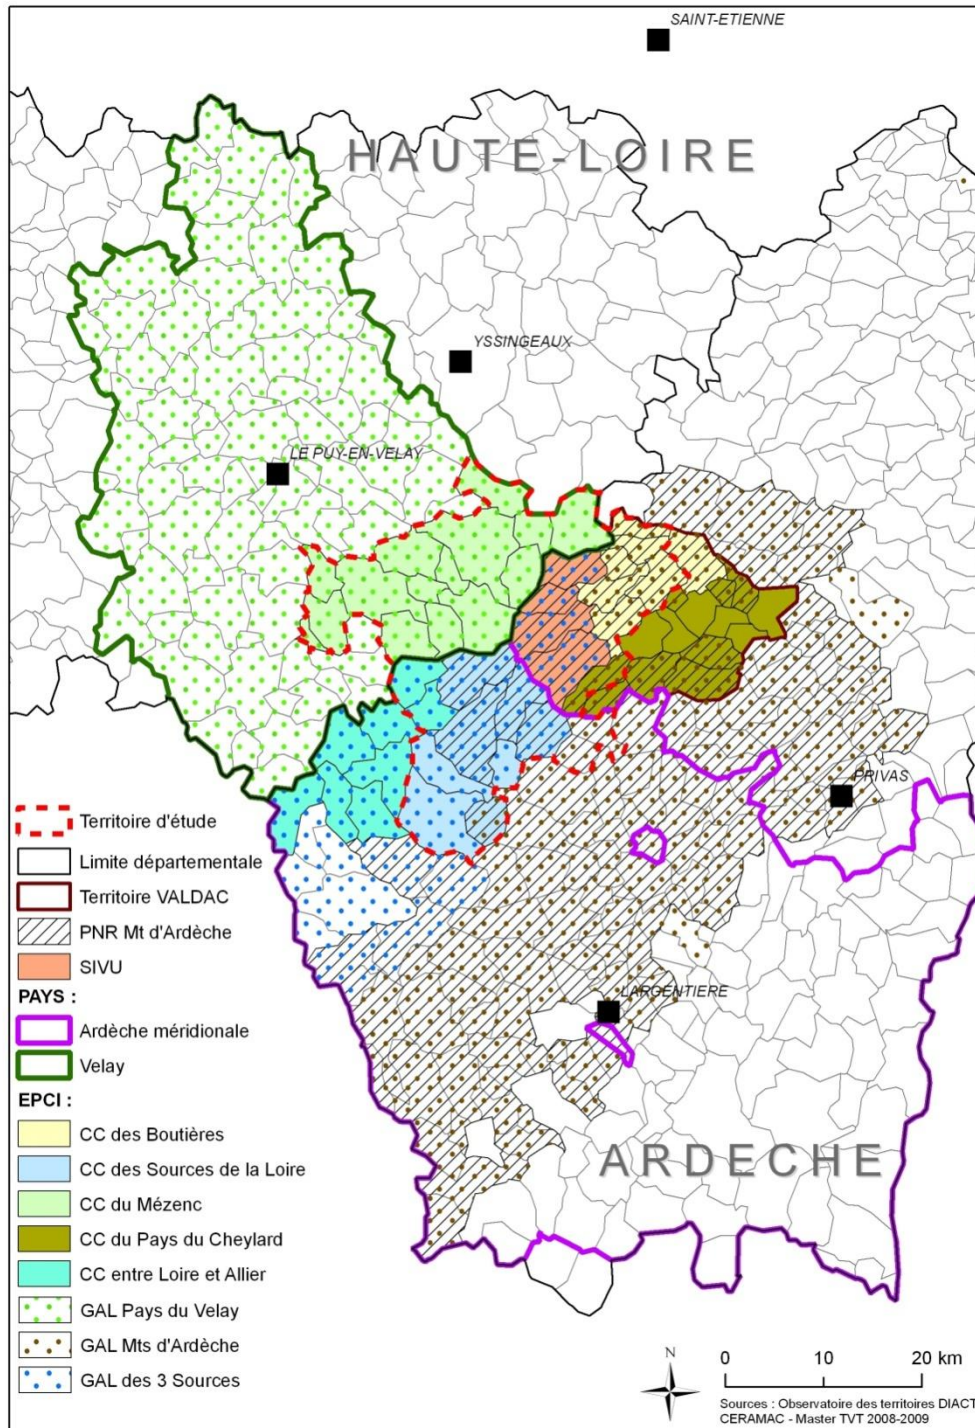 SAINT-ETIENNE
HAUTE-LOIRE
YSSINGEAUX
LE PUY-EN-VELAY
PRIVAS
LARGENTIERE
ARDECHE
Territoire d'étude
Limite départementale
Territoire VALDAC
PNR Mt d'Ardèche
SIVU
PAYS :
Ardèche méridionale
Velay
EPCI :
CC des Boutières
CC des Sources de la Loire
CC du Mézenc
CC du Pays du Cheylard
CC entre Loire et Allier
GAL Pays du Velay
GAL Mts d'Ardèche
GAL des 3 Sources
N
0 10 20 km
Sources : Observatoire des territoires DIACT
CERAMAC - Master TVT 2008-2009